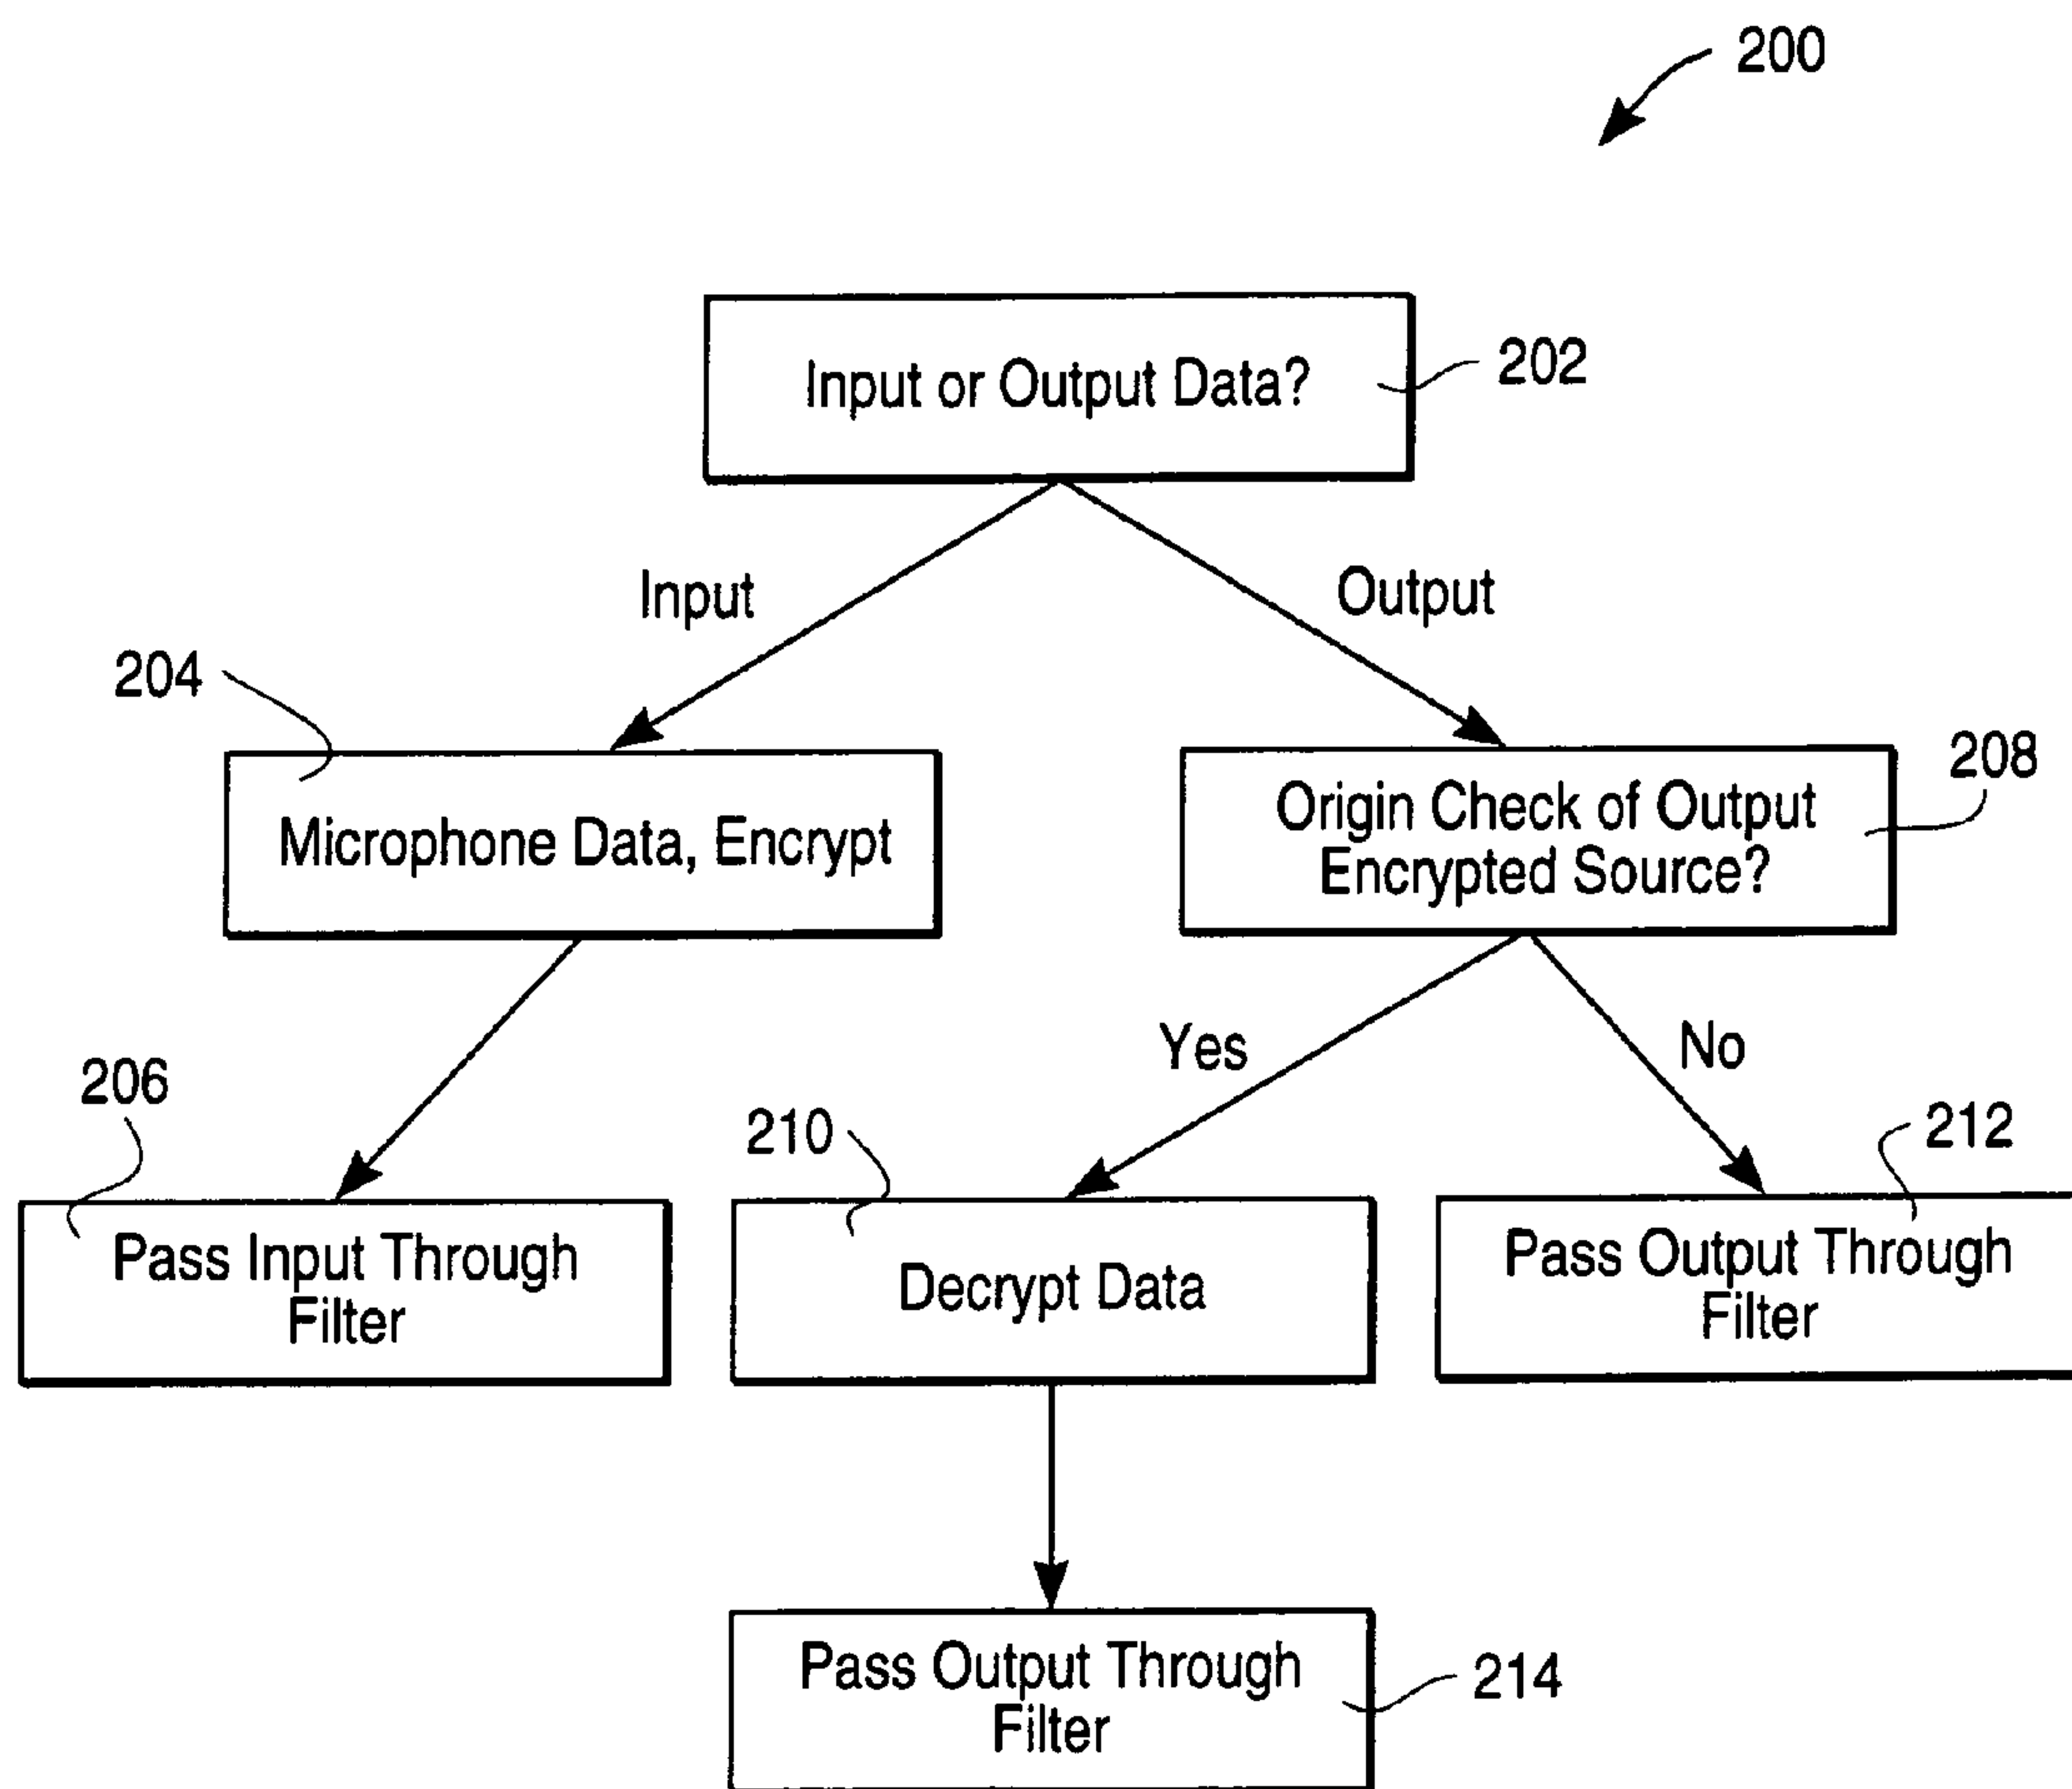 200
Input or Output Data?
202
Input
Output
204
Microphone Data, Encrypt
Origin Check of Output
Encrypted Source?
208
Yes
No
206
210
212
Pass Input Through
Filter
Decrypt Data
Pass Output Through
Filter
Pass Output Through
Filter
214